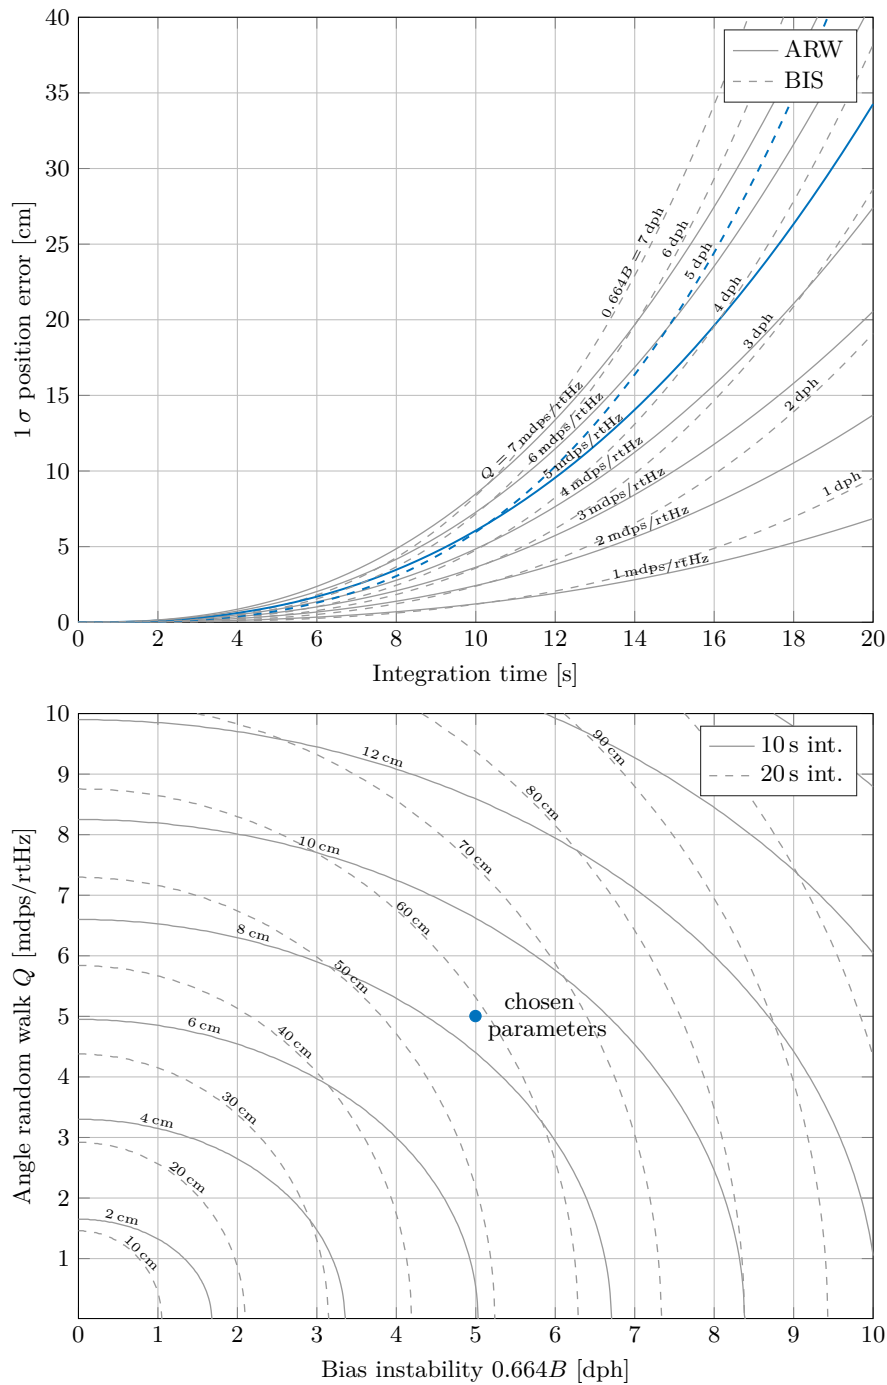 40
35
30
25
20
15
10
5
0
1 σ position error [cm]
ARW
BIS
0.664B = 7 dph
6 dph
5 dph
4 dph
3 dph
2 dph
1 dph
Q = 7 mdps/rtHz
6 mdps/rtHz
5 mdps/rtHz
4 mdps/rtHz
3 mdps/rtHz
2 mdps/rtHz
1 mdps/rtHz
0 2 4 6 8 10 12 14 16 18 20
Integration time [s]
10
9
8
7
6
5
4
3
2
1
Angle random walk Q [mdps/rtHz]
10 s int.
20 s int.
12 cm
10 cm
8 cm
6 cm
4 cm
2 cm
90 cm
80 cm
70 cm
60 cm
50 cm
40 cm
30 cm
20 cm
10 cm
chosen
parameters
0 1 2 3 4 5 6 7 8 9 10
Bias instability 0.664B [dph]